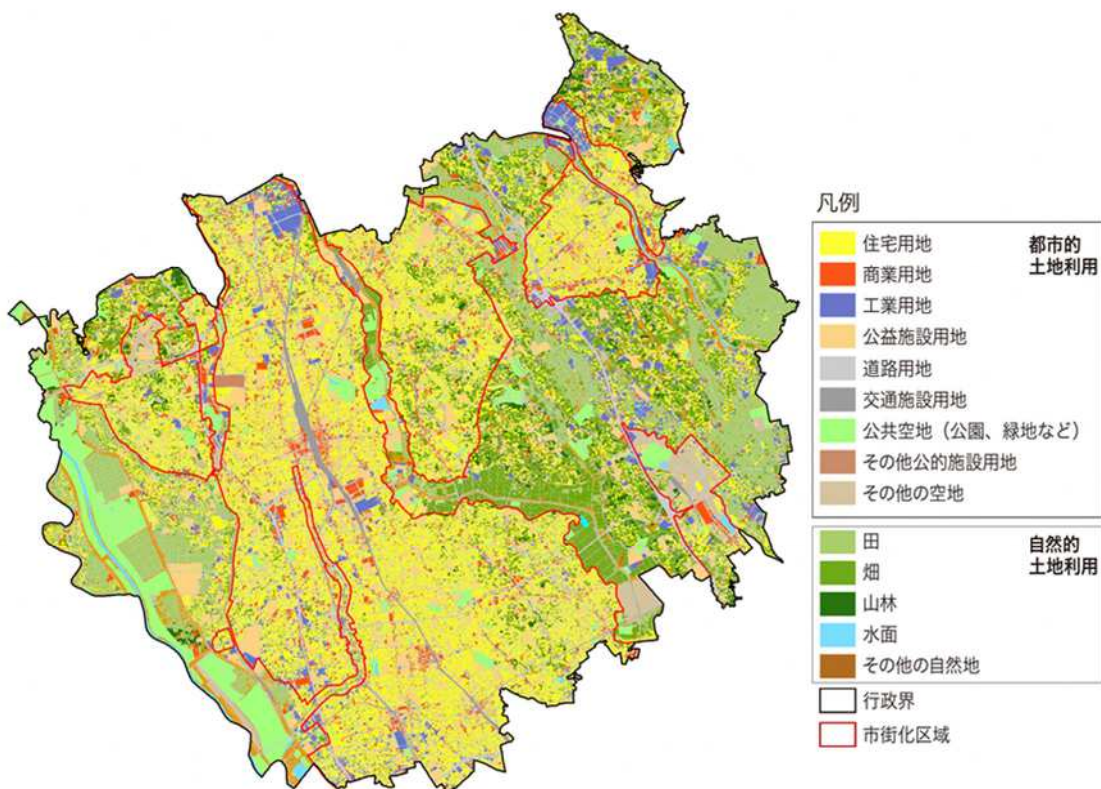 凡例
住宅用地
都市的
土地利用
商業用地
工業用地
公益施設用地
道路用地
交通施設用地
公共空地（公園、緑地など）
その他公的施設用地
その他の空地
田
自然的
土地利用
畑
山林
水面
その他の自然地
行政界
市街化区域